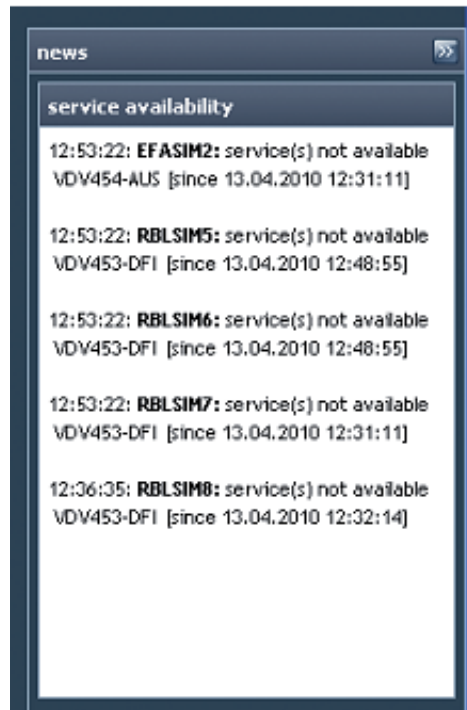 news
service availability
12:53:22: EFASIM2: service(s) not available
VDV454-AUS [since 13.04.2010 12:31:11]
12:53:22: RBLSIM5: service(s) not available
VDV453-DFI [since 13.04.2010 12:48:55]
12:53:22: RBLSIM6: service(s) not available
VDV453-DFI [since 13.04.2010 12:48:55]
12:53:22: RBLSIM7: service(s) not available
VDV453-DFI [since 13.04.2010 12:31:11]
12:36:35: RBLSIM8: service(s) not available
VDV453-DFI [since 13.04.2010 12:32:14]